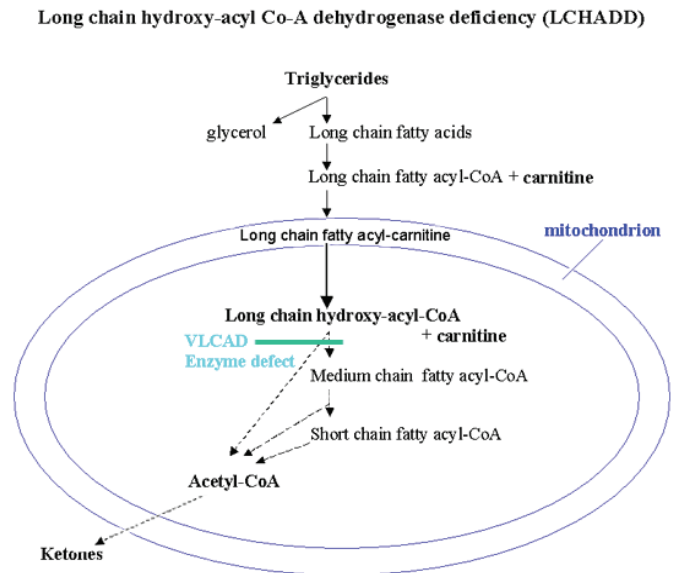 Long chain hydroxy-acyl Co-A dehydrogenase deficiency (LCHADD)
Triglycerides
glycerol
Long chain fatty acids
Long chain fatty acyl-CoA + carnitine
Long chain fatty acyl-carnitine
mitochondrion
Long chain hydroxy-acyl-CoA
+ carnitine
VLCAD
Enzyme defect
Medium chain fatty acyl-CoA
Short chain fatty acyl-CoA
Acetyl-CoA
Ketones